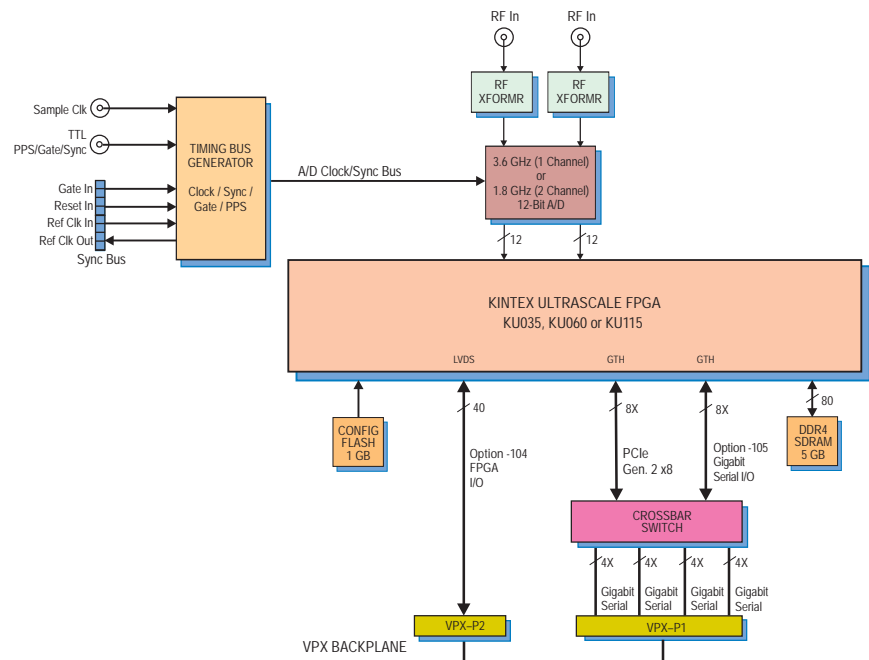 RF In
RF In
RF
XFORMR
RF
XFORMR
Sample Clk
TTL
PPS/Gate/Sync
TIMING BUS
GENERATOR
Clock / Sync /
Gate / PPS
A/D Clock/Sync Bus
3.6 GHz (1 Channel)
or
1.8 GHz (2 Channel)
12-Bit A/D
Gate In
Reset In
Ref Clk In
Ref Clk Out
Sync Bus
12
12
KINTEX ULTRASCALE FPGA
KU035, KU060 or KU115
LVDS
GTH
GTH
40
8X
8X
80
CONFIG
FLASH
1 GB
Option -104
FPGA
I/O
PCIe
Gen. 2 x8
Option -105
Gigabit
Serial I/O
DDR4
SDRAM
5 GB
CROSSBAR
SWITCH
4X
4X
4X
4X
Gigabit
Serial
Gigabit
Serial
Gigabit
Serial
Gigabit
Serial
VPX–P2
VPX–P1
VPX BACKPLANE